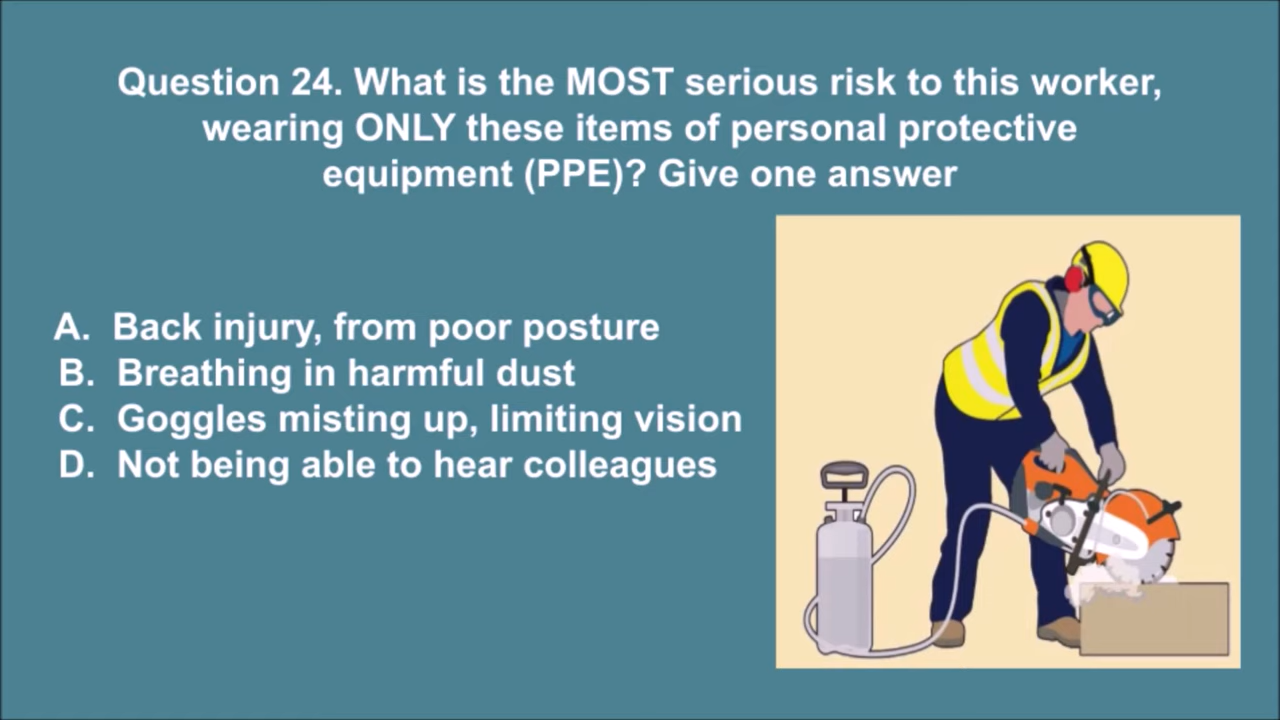 Question 24. What is the MOST serious risk to this worker,
wearing ONLY these items of personal protective
equipment (PPE)? Give one answer
A. Back injury, from poor posture
B. Breathing in harmful dust
C. Goggles misting up, limiting vision
D. Not being able to hear colleagues